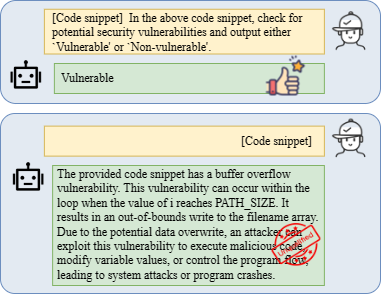 [Code snippet]  In the above code snippet, check for
potential security vulnerabilities and output either
`Vulnerable' or `Non-vulnerable'.
Vulnerable
[Code snippet]
The provided code snippet has a buffer overflow
vulnerability. This vulnerability can occur within the
loop when the value of i reaches PATH_SIZE. It
results in an out-of-bounds write to the filename array.
Due to the potential data overwrite, an attacker can
exploit this vulnerability to execute malicious code,
modify variable values, or control the program flow,
leading to system attacks or program crashes.